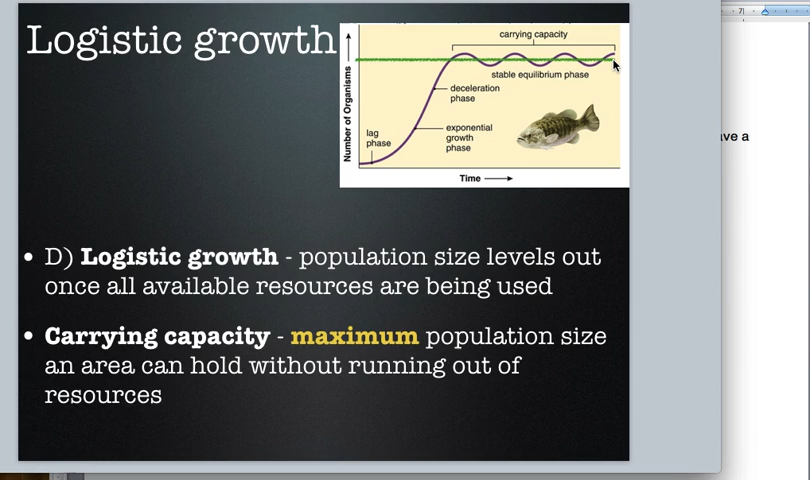 Logistic growth
carrying capacity
stable equilibrium phase
deceleration
phase
exponential
growth
phase
lag
phase
Number of Organisms
Time
• D) Logistic growth - population size levels out
once all available resources are being used
• Carrying capacity - maximum population size
an area can hold without running out of
resources
7
ave a